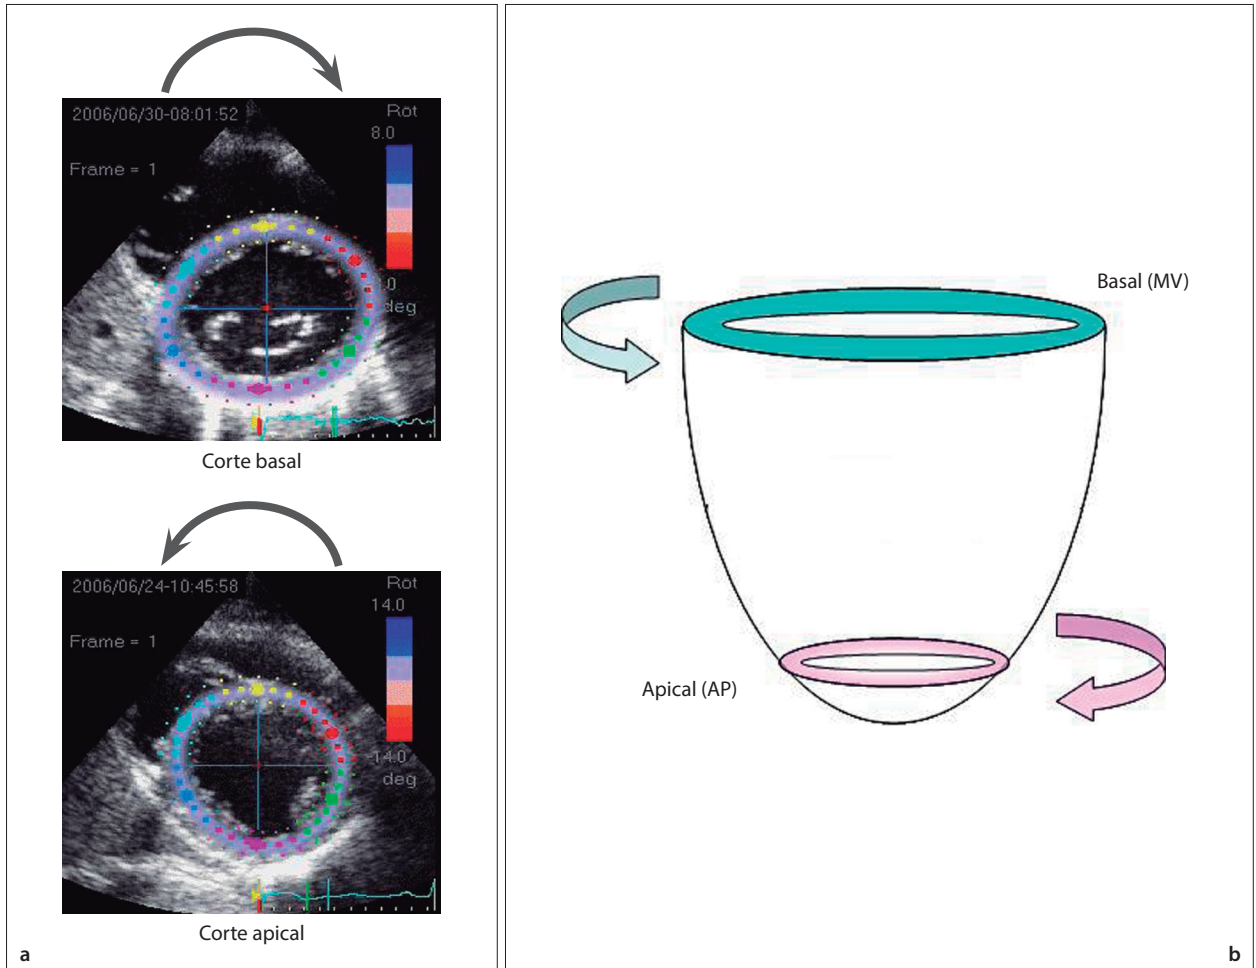 2006/06/30-08:01:52
Rot
8.0
Frame = 1
deg
Corte basal
2006/06/24-10:45:58
Rot
14.0
Frame = 1
-14.0
deg
Corte apical
a
Basal (MV)
Apical (AP)
b